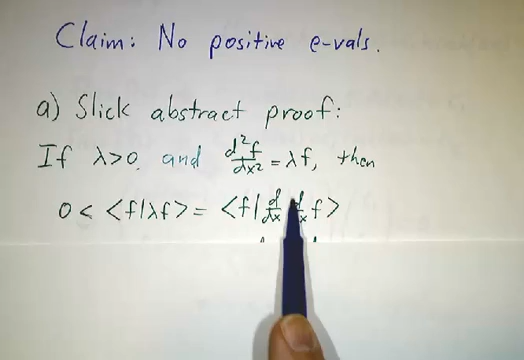 Claim: No positive e-vals.
a) Slick abstract proof:
If λ>0 and d²f/dx² = λf, then
0 < <f|λf> = <f| d/dx d/dx f>